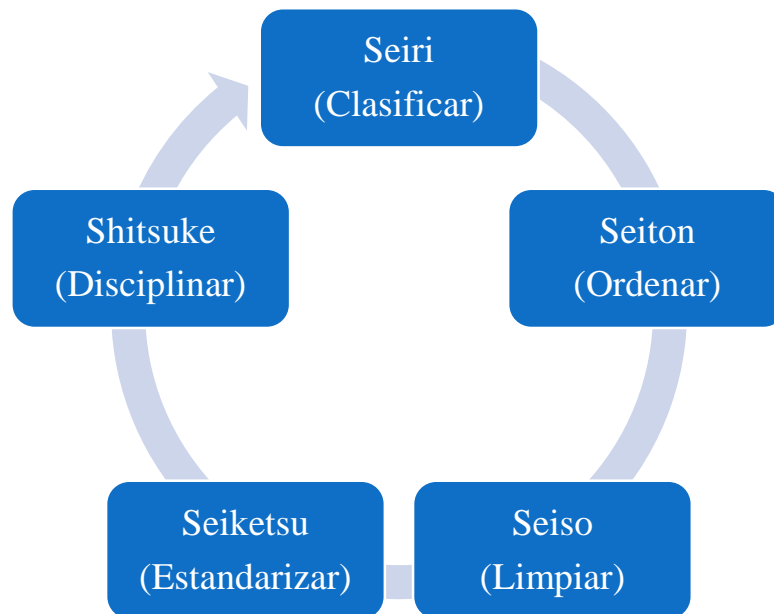 Seiri
(Clasificar)
Seiton
(Ordenar)
Seiso
(Limpiar)
Seiketsu
(Estandarizar)
Shitsuke
(Disciplinar)